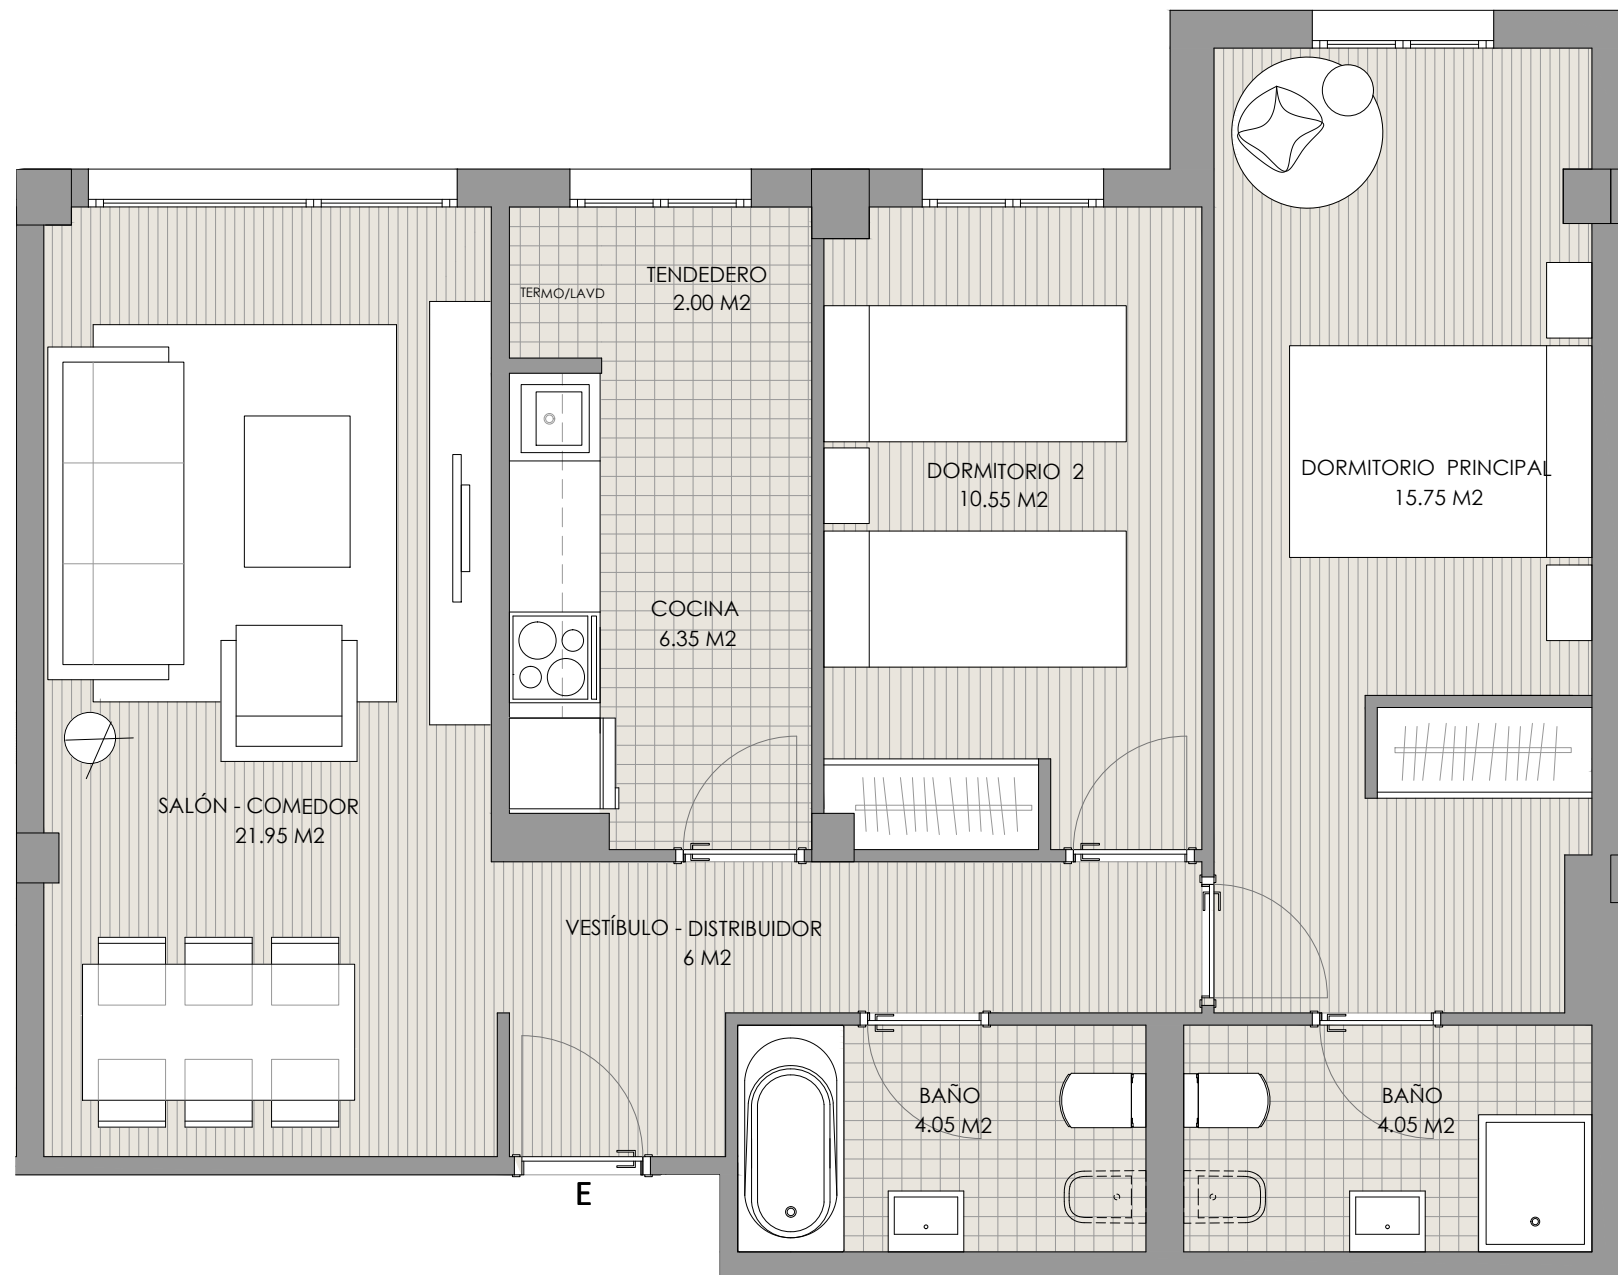 TENDEDERO
2.00 M2
TERMO/LAVD
DORMITORIO 2
10.55 M2
DORMITORIO PRINCIPAL
15.75 M2
COCINA
6.35 M2
SALÓN - COMEDOR
21.95 M2
VESTÍBULO - DISTRIBUIDOR
6 M2
BAÑO
4.05 M2
BAÑO
4.05 M2
E